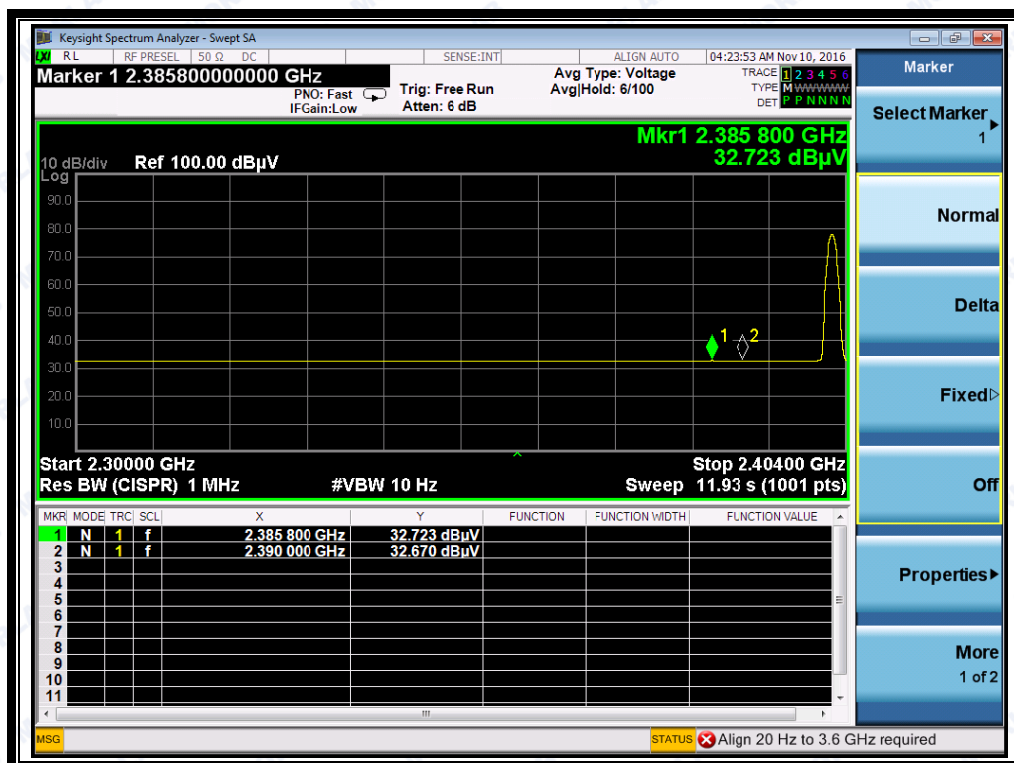 Keysight Spectrum Analyzer - Swept SA
LXI RL RF PRESEL 50 Ω DC SENSE:INT ALIGN AUTO 04:23:53 AM Nov 10, 2016
Marker 1 2.385800000000 GHz
PNO: Fast
IFGain:Low
Trig: Free Run
Atten: 6 dB
Avg Type: Voltage
Avg|Hold: 6/100
TRACE 1 2 3 4 5 6
TYPE M WWWWW
DET P P N N N N
Mkr1 2.385 800 GHz
32.723 dBµV
10 dB/div Ref 100.00 dBµV
Log
90.0
80.0
70.0
60.0
50.0
40.0
30.0
20.0
10.0
1
2
Start 2.30000 GHz
Stop 2.40400 GHz
Res BW (CISPR) 1 MHz #VBW 10 Hz Sweep 11.93 s (1001 pts)
MKR MODE TRC SCL X Y FUNCTION FUNCTION WIDTH FUNCTION VALUE
1 N 1 f 2.385 800 GHz 32.723 dBµV
2 N 1 f 2.390 000 GHz 32.670 dBµV
3
4
5
6
7
8
9
10
11
MSG
STATUS Align 20 Hz to 3.6 GHz required
Marker
Select Marker
1
Normal
Delta
Fixed
Off
Properties
More
1 of 2